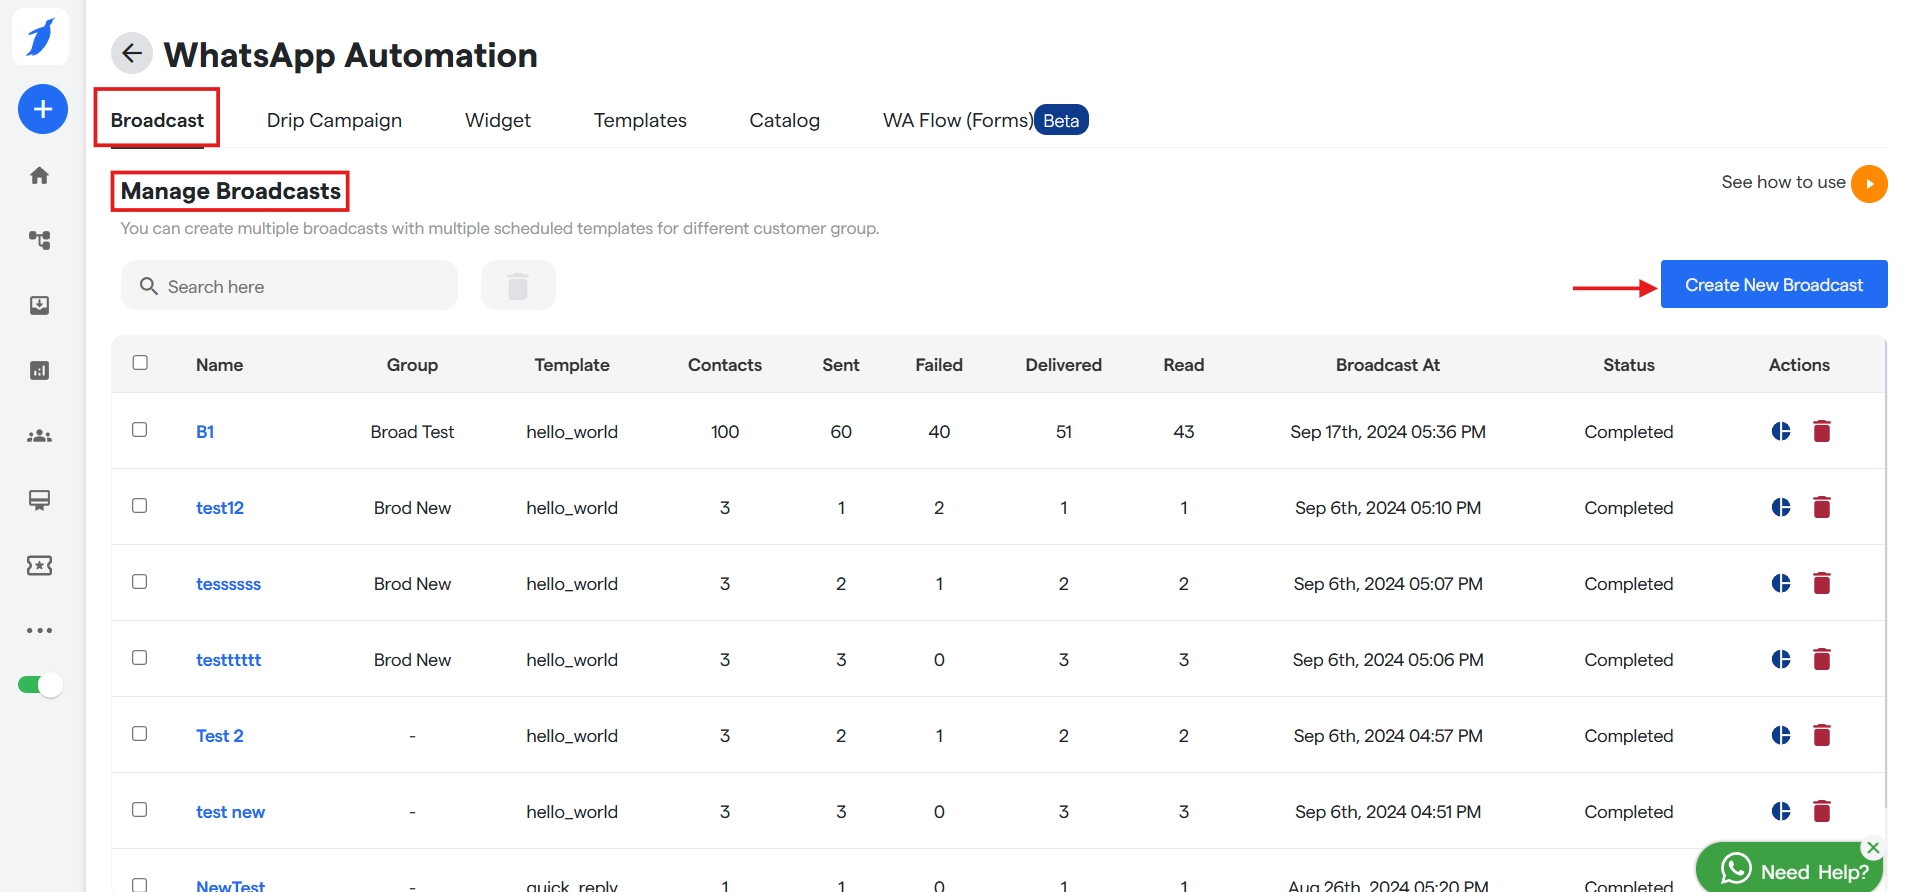 WhatsApp Automation
Broadcast Drip Campaign Widget Templates Catalog WA Flow (Forms) Beta
Manage Broadcasts
See how to use
You can create multiple broadcasts with multiple scheduled templates for different customer group.
Search here
Create New Broadcast
Name Group Template Contacts Sent Failed Delivered Read Broadcast At Status Actions
B1 Broad Test hello_world 100 60 40 51 43 Sep 17th, 2024 05:36 PM Completed
test12 Brod New hello_world 3 1 2 1 1 Sep 6th, 2024 05:10 PM Completed
tessssss Brod New hello_world 3 2 1 2 2 Sep 6th, 2024 05:07 PM Completed
testttttt Brod New hello_world 3 3 0 3 3 Sep 6th, 2024 05:06 PM Completed
Test 2 - hello_world 3 2 1 2 2 Sep 6th, 2024 04:57 PM Completed
test new - hello_world 3 3 0 3 3 Sep 6th, 2024 04:51 PM Completed
NewTest - quick_reply 1 1 0 1 1 Aug 26th, 2024 05:20 PM Completed
Need Help?